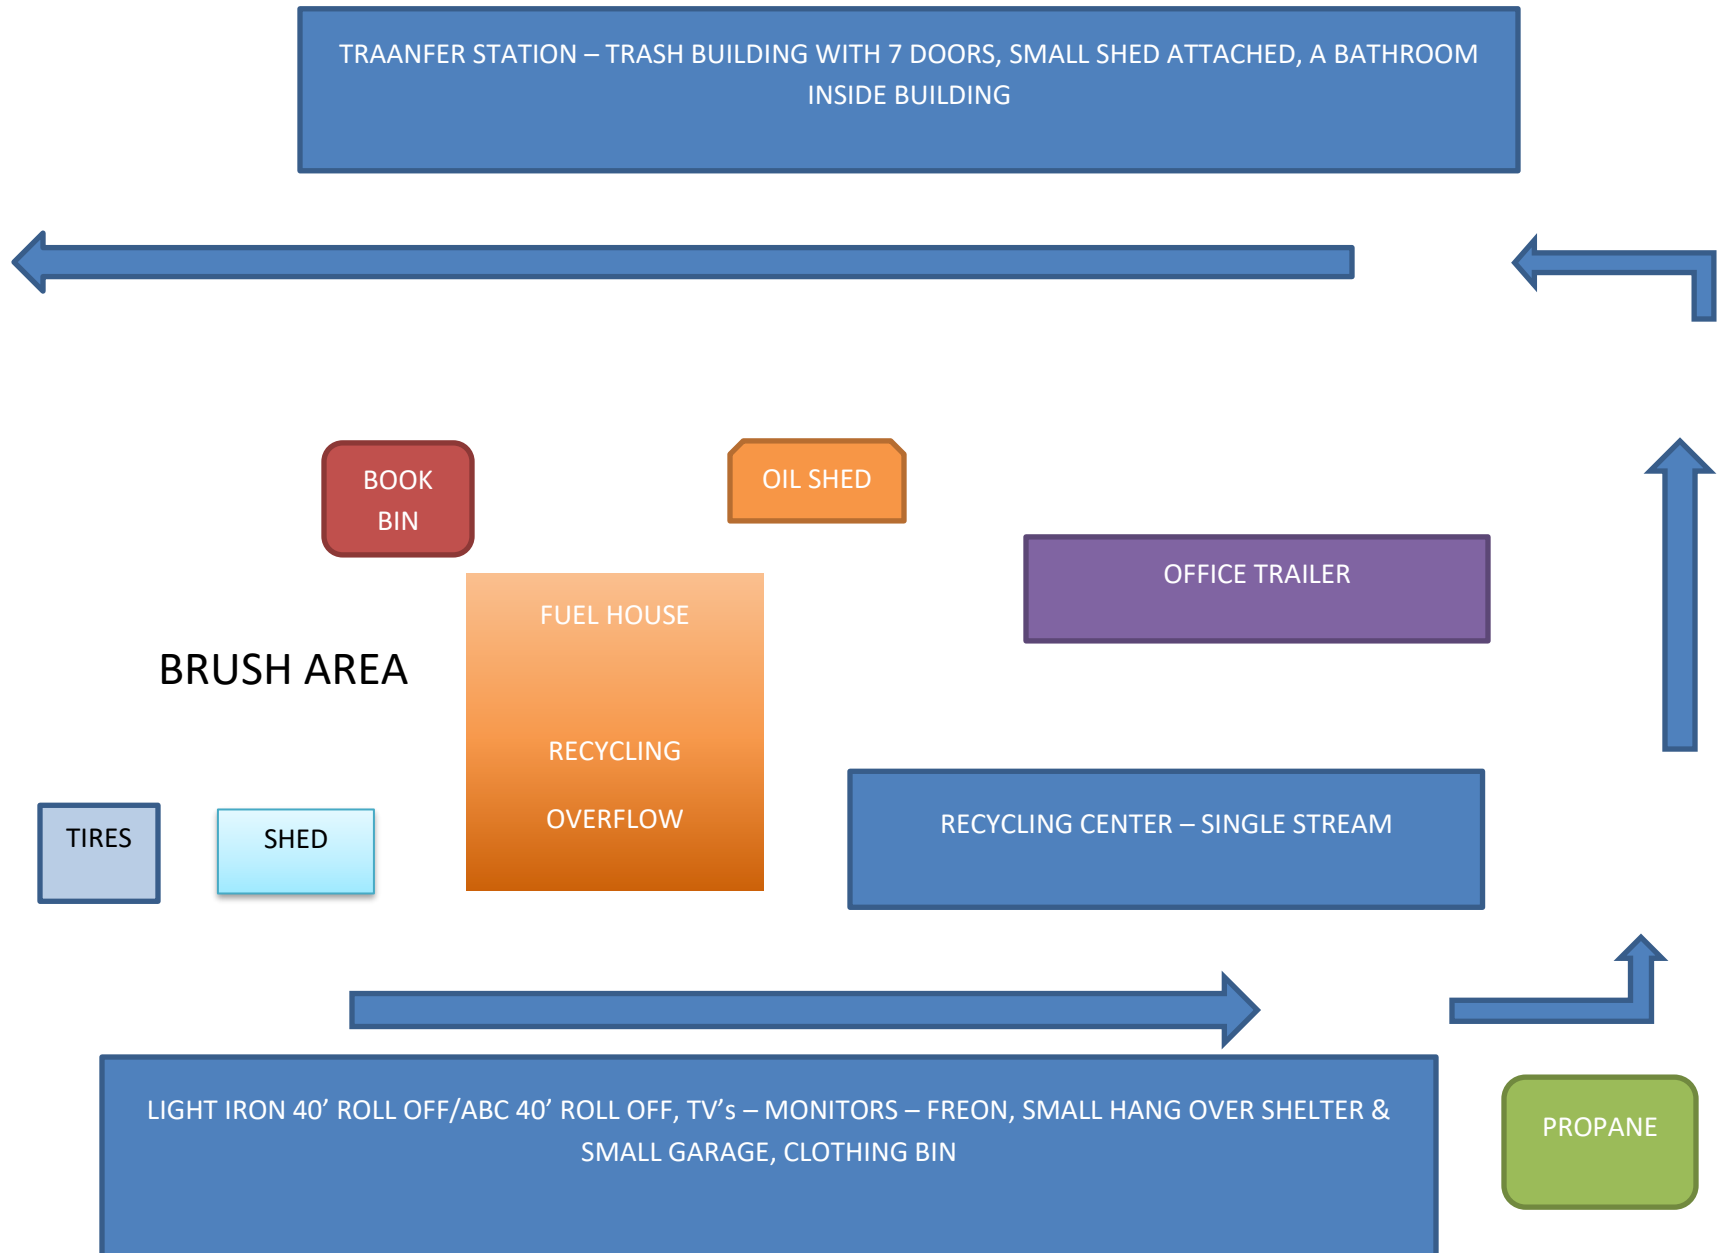 TRAANFER STATION – TRASH BUILDING WITH 7 DOORS, SMALL SHED ATTACHED, A BATHROOM
INSIDE BUILDING
BOOK
BIN
OIL SHED
OFFICE TRAILER
FUEL HOUSE
BRUSH AREA
RECYCLING
OVERFLOW
TIRES
SHED
RECYCLING CENTER – SINGLE STREAM
LIGHT IRON 40’ ROLL OFF/ABC 40’ ROLL OFF, TV’s – MONITORS – FREON, SMALL HANG OVER SHELTER &
SMALL GARAGE, CLOTHING BIN
PROPANE